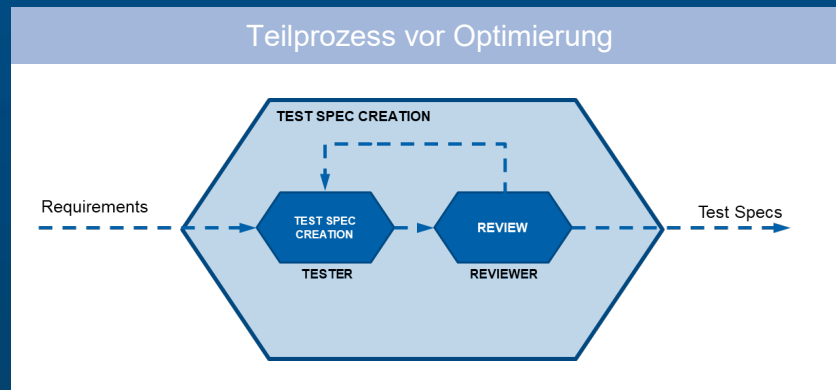 Teilprozess vor Optimierung
TEST SPEC CREATION
Requirements
TEST SPEC
CREATION
REVIEW
Test Specs
TESTER
REVIEWER